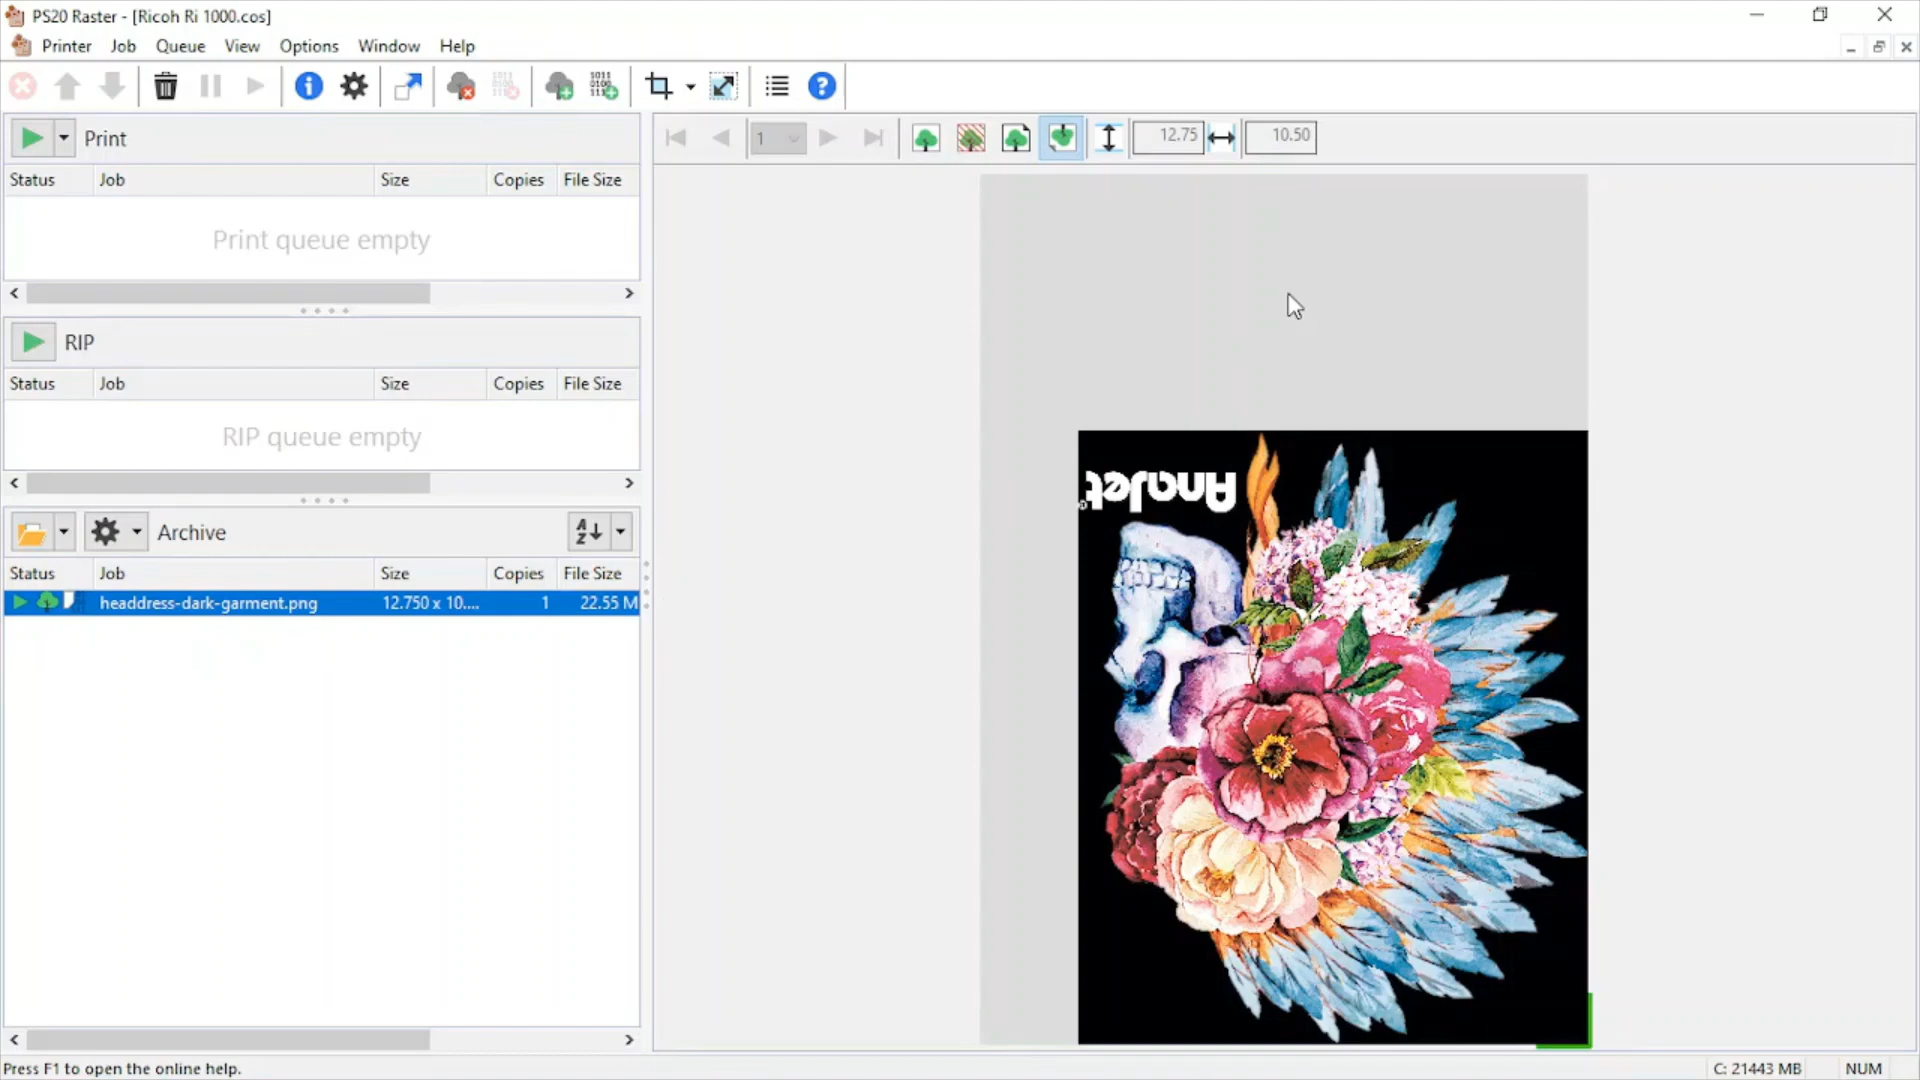 PS20 Raster - [Ricoh Ri 1000.cos]
Printer Job Queue View Options Window Help
Print
1
12.75
10.50
Status Job Size Copies File Size
Print queue empty
RIP
Status Job Size Copies File Size
RIP queue empty
Archive
Status Job Size Copies File Size
headdress-dark-garment.png 12.750 x 10.... 1 22.55 M
AnaJet®
Press F1 to open the online help.
C: 21443 MB NUM